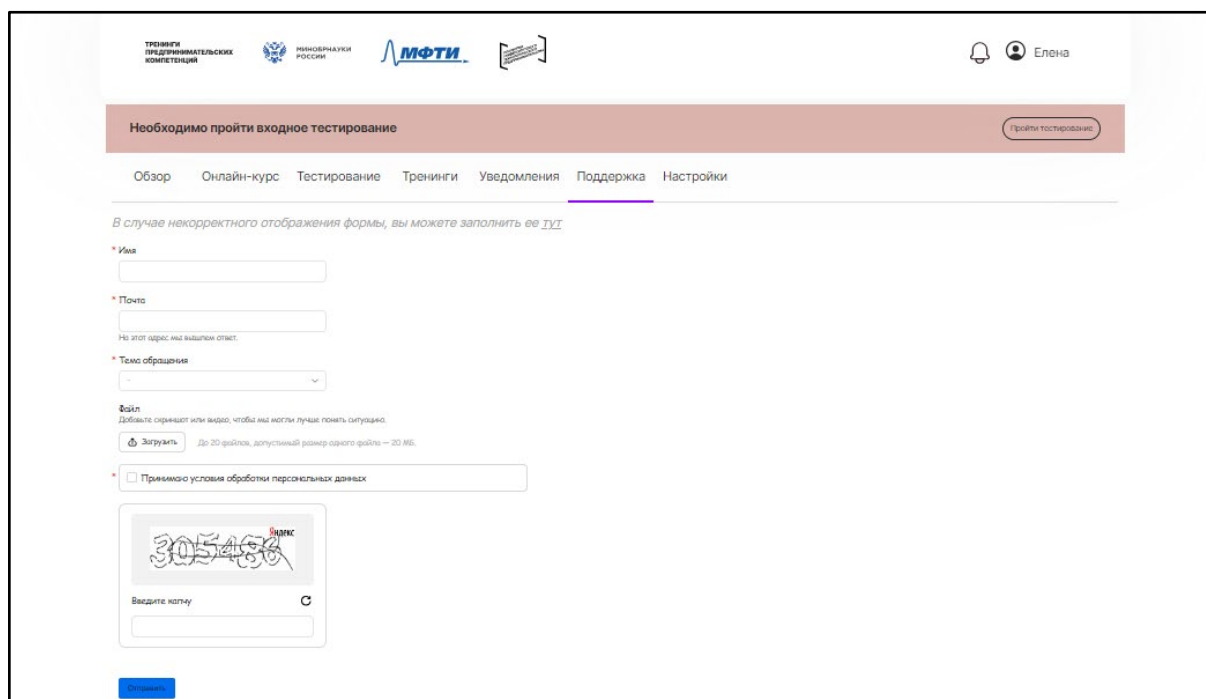 ТРЕНИНГИ
ПРЕДПРИНИМАТЕЛЬСКИХ
КОМПЕТЕНЦИЙ
МИНОБРНАУКИ
РОССИИ
МФТИ
Елена
Необходимо пройти входное тестирование
Пройти тестирование
Обзор Онлайн-курс Тестирование Тренинги Уведомления Поддержка Настройки
В случае некорректного отображения формы, вы можете заполнить ее тут
* Имя
* Почта
На этот адрес мы вышлем ответ.
* Тема обращения
-
Файл
Добавьте скриншот или видео, чтобы мы могли лучше понять ситуацию.
Загрузить До 20 файлов, допустимый размер одного файла — 20 МБ.
* Принимаю условия обработки персональных данных
Яндекс
305486
Введите капчу
Отправить